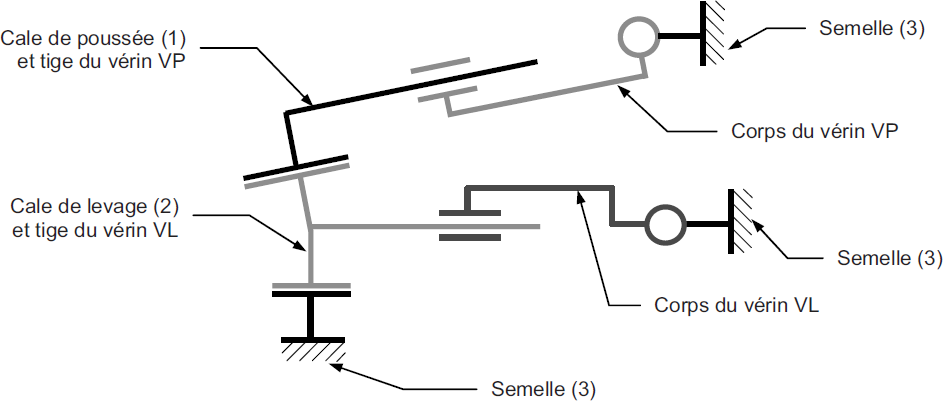 Cale de poussée (1)
et tige du vérin VP
Semelle (3)
Corps du vérin VP
Cale de levage (2)
et tige du vérin VL
Semelle (3)
Corps du vérin VL
Semelle (3)